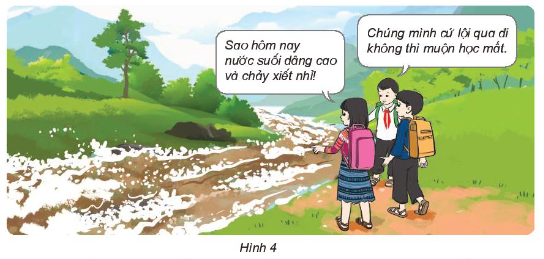 Sao hôm nay
nước suối dâng cao
và chảy xiết nhỉ!
Chúng mình cứ lội qua đi
không thì muộn học mất.
Hình 4